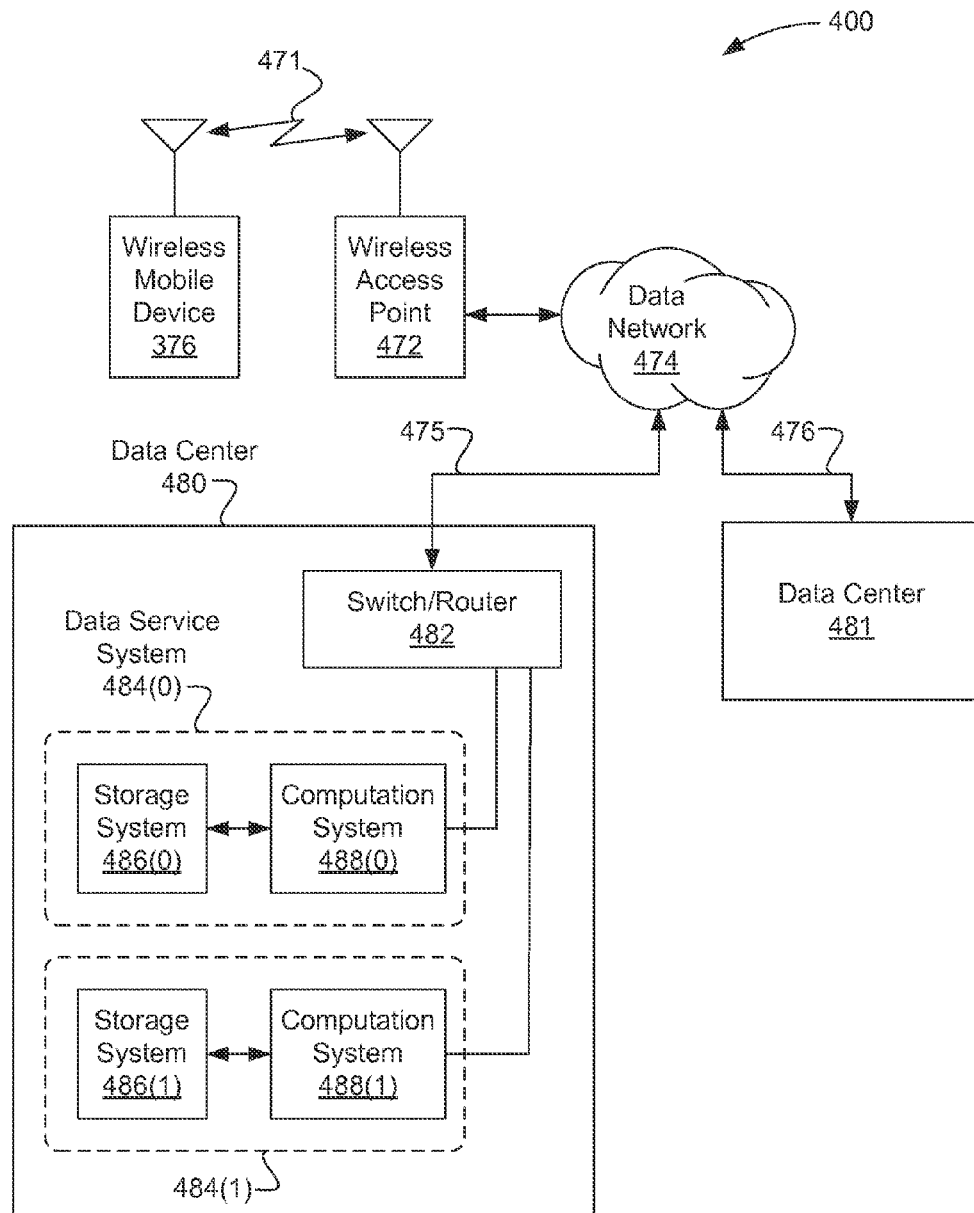 400
471
Wireless
Mobile
Device
376
Wireless
Access
Point
472
Data
Network
474
475
476
Data Center
480
Switch/Router
482
Data Center
481
Data Service
System
484(0)
Storage
System
486(0)
Computation
System
488(0)
Storage
System
486(1)
Computation
System
488(1)
484(1)